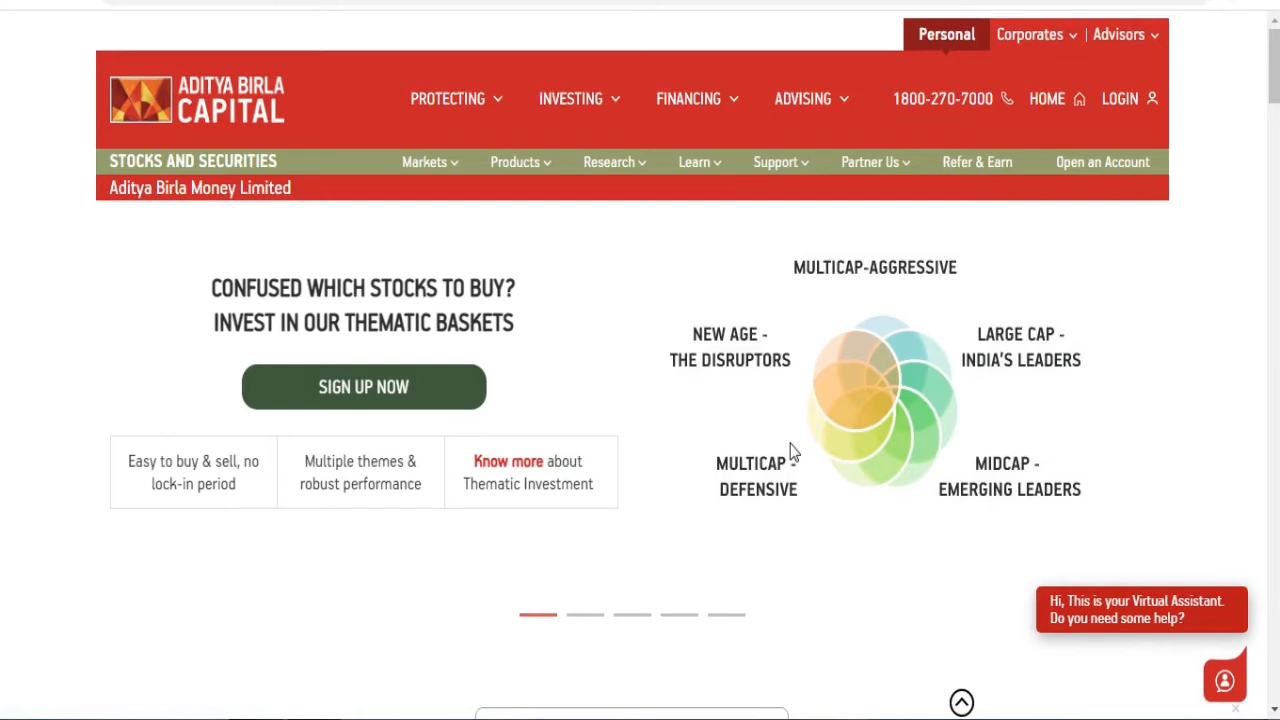 Personal Corporates | Advisors
ADITYA BIRLA
CAPITAL
PROTECTING INVESTING FINANCING ADVISING 1800-270-7000 HOME LOGIN
STOCKS AND SECURITIES Markets Products Research Learn Support Partner Us Refer & Earn Open an Account
Aditya Birla Money Limited
CONFUSED WHICH STOCKS TO BUY?
INVEST IN OUR THEMATIC BASKETS
SIGN UP NOW
Easy to buy & sell, no
lock-in period
Multiple themes &
robust performance
Know more about
Thematic Investment
MULTICAP-AGGRESSIVE
NEW AGE -
THE DISRUPTORS
LARGE CAP -
INDIA'S LEADERS
MULTICAP -
DEFENSIVE
MIDCAP -
EMERGING LEADERS
Hi, This is your Virtual Assistant.
Do you need some help?